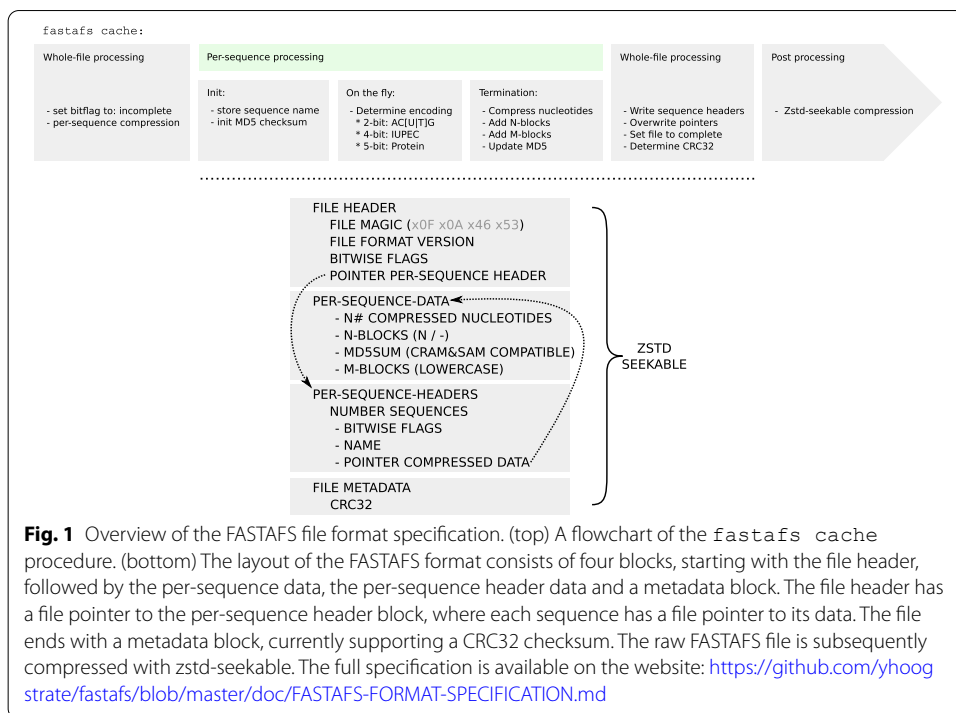 fastafs cache:
Whole-file processing
- set bitflag to: incomplete
- per-sequence compression
Per-sequence processing
Init:
- store sequence name
- init MD5 checksum
On the fly:
- Determine encoding
* 2-bit: AC[U|T]G
* 4-bit: IUPEC
* 5-bit: Protein
Termination:
- Compress nucleotides
- Add N-blocks
- Add M-blocks
- Update MD5
Whole-file processing
- Write sequence headers
- Overwrite pointers
- Set file to complete
- Determine CRC32
Post processing
- Zstd-seekable compression
FILE HEADER
FILE MAGIC (x0F x0A x46 x53)
FILE FORMAT VERSION
BITWISE FLAGS
POINTER PER-SEQUENCE HEADER
PER-SEQUENCE-DATA
- N# COMPRESSED NUCLEOTIDES
- N-BLOCKS (N / -)
- MD5SUM (CRAM&SAM COMPATIBLE)
- M-BLOCKS (LOWERCASE)
PER-SEQUENCE-HEADERS
NUMBER SEQUENCES
- BITWISE FLAGS
- NAME
- POINTER COMPRESSED DATA
FILE METADATA
CRC32
ZSTD
SEEKABLE
Fig. 1 Overview of the FASTAFS file format specification. (top) A flowchart of the fastafs cache
procedure. (bottom) The layout of the FASTAFS format consists of four blocks, starting with the file header,
followed by the per-sequence data, the per-sequence header data and a metadata block. The file header has
a file pointer to the per-sequence header block, where each sequence has a file pointer to its data. The file
ends with a metadata block, currently supporting a CRC32 checksum. The raw FASTAFS file is subsequently
compressed with zstd-seekable. The full specification is available on the website: https://github.com/yhoog
strate/fastafs/blob/master/doc/FASTAFS-FORMAT-SPECIFICATION.md